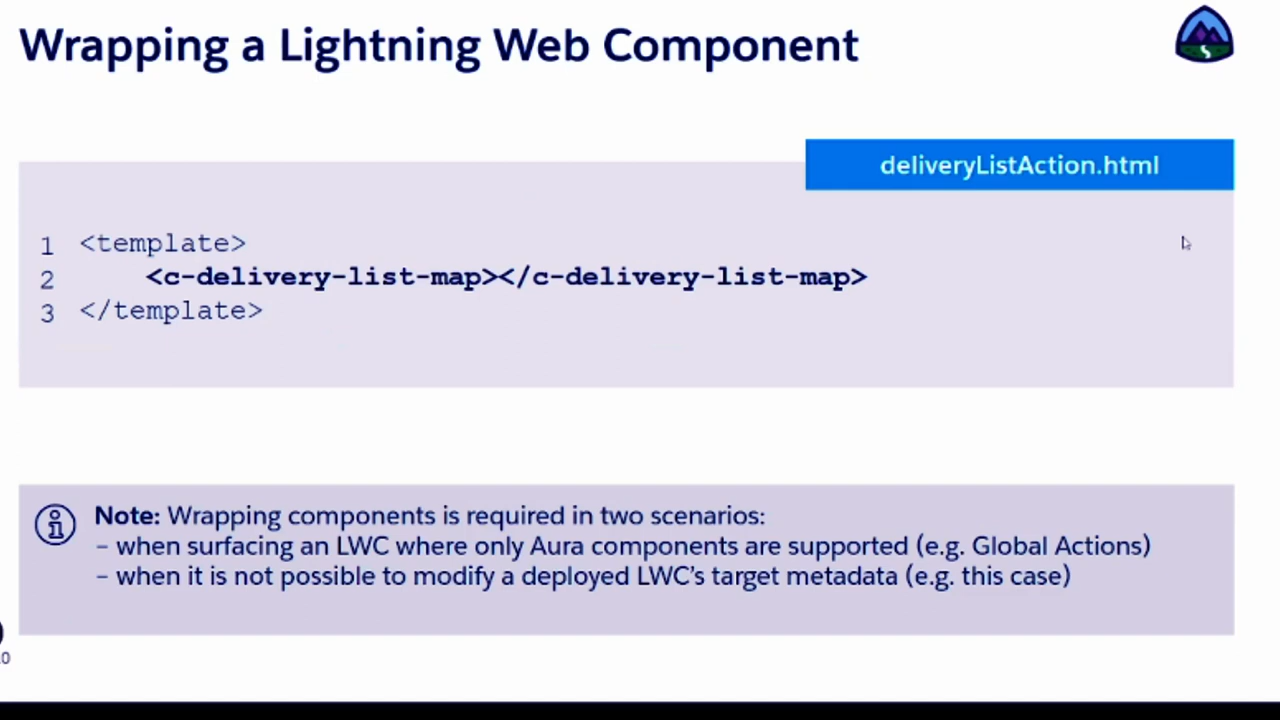 Wrapping a Lightning Web Component
deliveryListAction.html
1 <template>
2 <c-delivery-list-map></c-delivery-list-map>
3 </template>
Note: Wrapping components is required in two scenarios:
– when surfacing an LWC where only Aura components are supported (e.g. Global Actions)
– when it is not possible to modify a deployed LWC’s target metadata (e.g. this case)